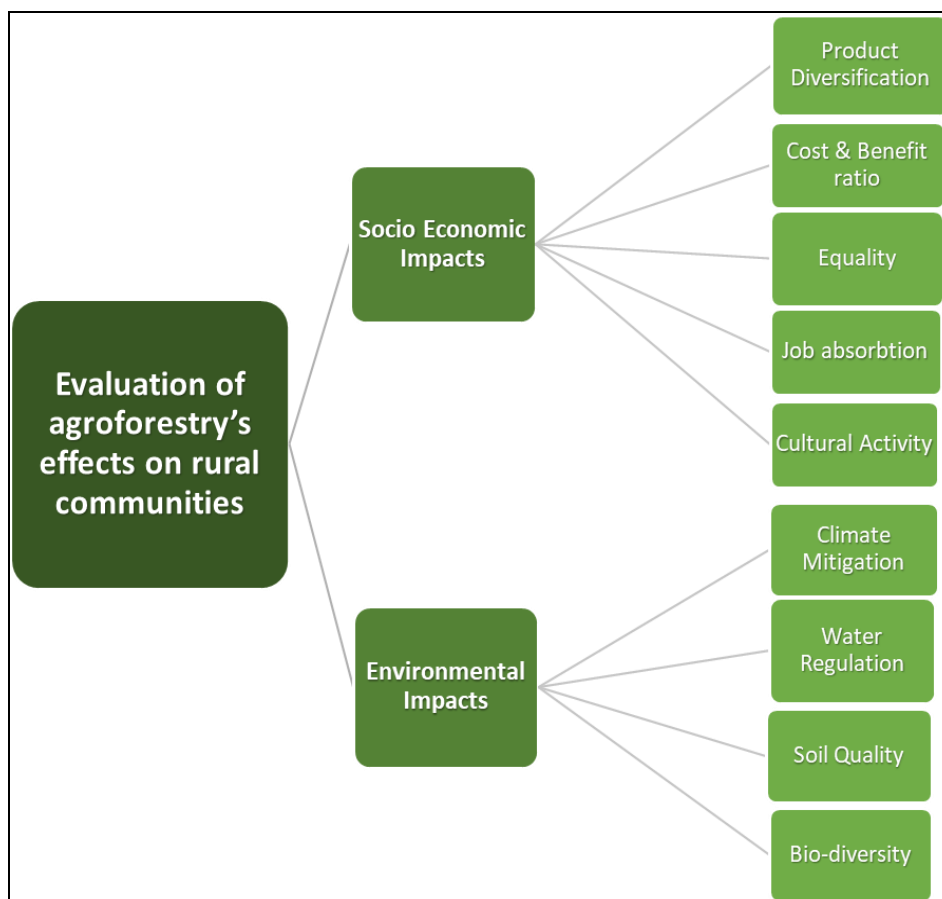 Evaluation of
agroforestry's
effects on rural
communities
Socio Economic
Impacts
Product
Diversification
Cost & Benefit
ratio
Equality
Job absorbtion
Cultural Activity
Environmental
Impacts
Climate
Mitigation
Water
Regulation
Soil Quality
Bio-diversity